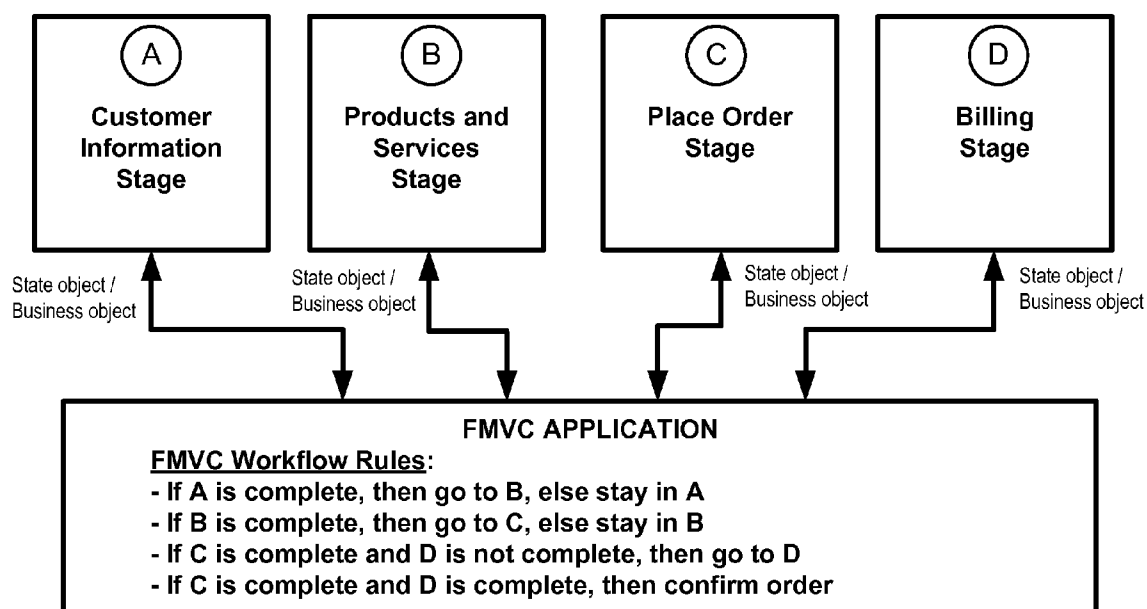 A
Customer
Information
Stage
B
Products and
Services
Stage
C
Place Order
Stage
D
Billing
Stage
State object /
Business object
State object /
Business object
State object /
Business object
State object /
Business object
FMVC APPLICATION
FMVC Workflow Rules:
- If A is complete, then go to B, else stay in A
- If B is complete, then go to C, else stay in B
- If C is complete and D is not complete, then go to D
- If C is complete and D is complete, then confirm order